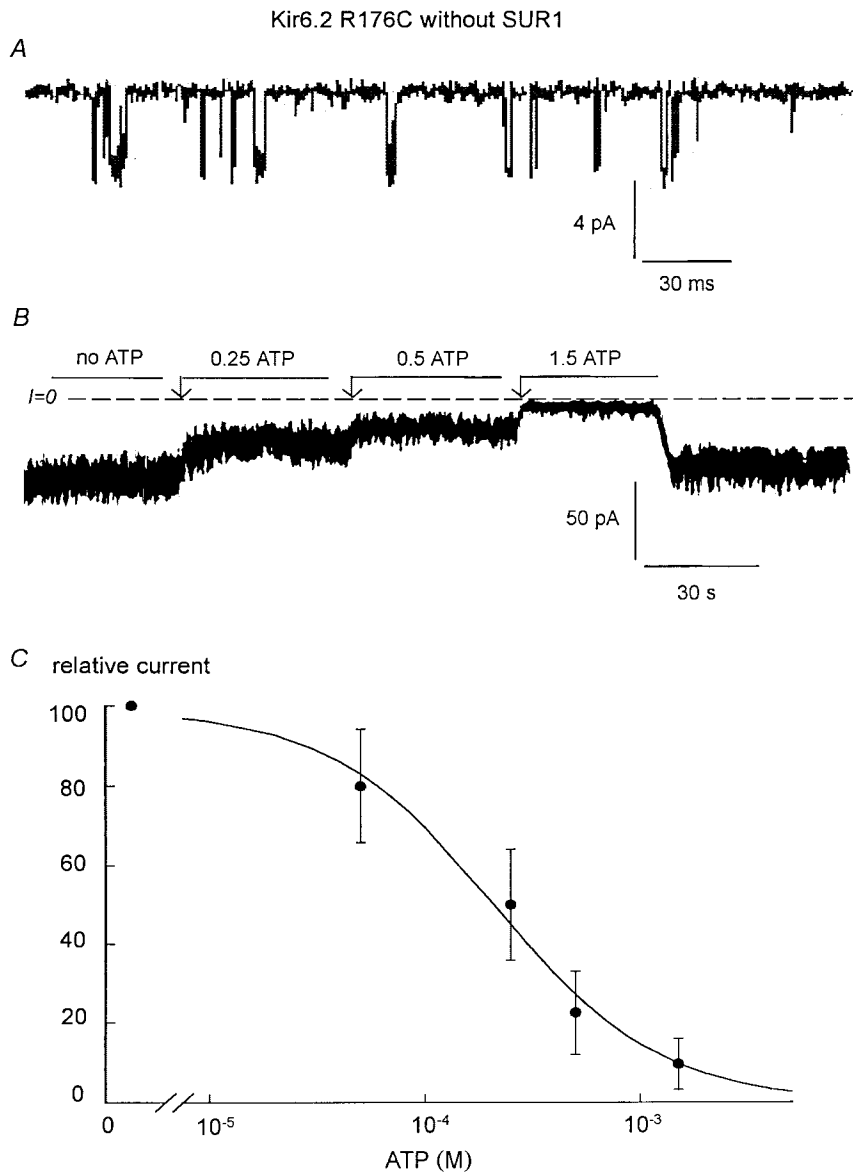 Kir6.2 R176C without SUR1
A
4 pA
30 ms
B
no ATP 0.25 ATP 0.5 ATP 1.5 ATP
I=0
50 pA
30 s
C relative current
100
80
60
40
20
0
0 10⁻⁵ 10⁻⁴ 10⁻³
ATP (M)